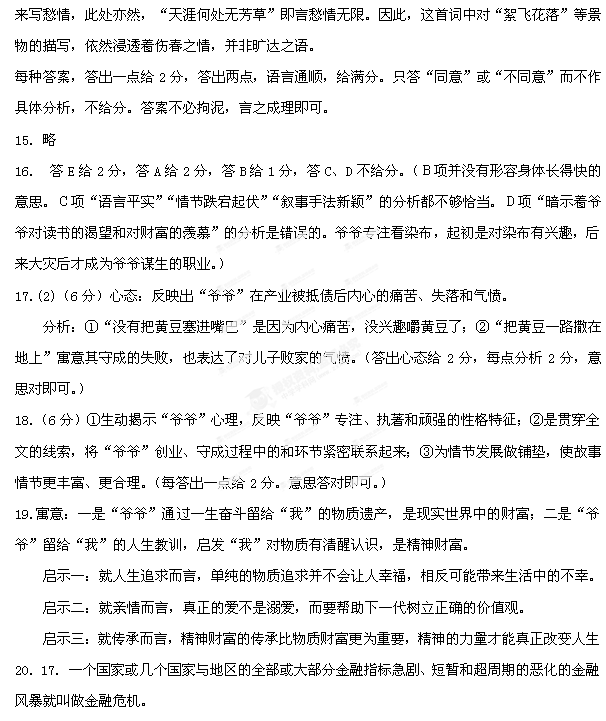 来写愁情，此处亦然，“天涯何处无芳草”即言愁情无限。因此，这首词中对“絮飞花落”等景
物的描写，依然浸透着伤春之情，并非旷达之语。
每种答案，答出一点给 2 分，答出两点，语言通顺，给满分。只答“同意”或“不同意”而不作
具体分析，不给分。答案不必拘泥，言之成理即可。
15. 略
16.  答 E 给 2 分，答 A 给 2 分，答 B 给 1 分，答 C、D 不给分。（Ｂ项并没有形容身体长得快的
意思。Ｃ项“语言平实”“情节跌宕起伏”“叙事手法新颖”的分析都不够恰当。Ｄ项“暗示着爷
爷对读书的渴望和对财富的羡慕”的分析是错误的。爷爷专注看染布，起初是对染布有兴趣，后
来大灾后才成为爷爷谋生的职业。）
17.(2)（6 分）心态：反映出“爷爷”在产业被抵债后内心的痛苦、失落和气愤。
分析：①“没有把黄豆塞进嘴巴”是因为内心痛苦，没兴趣嚼黄豆了；②“把黄豆一路撒在
地上”寓意其守成的失败，也表达了对儿子败家的气愤。（答出心态给 2 分，每点分析 2 分，意
思对即可。）
18.（6 分）①生动揭示“爷爷”心理，反映“爷爷”专注、执著和顽强的性格特征；②是贯穿全
文的线索，将“爷爷”创业、守成过程中的和环节紧密联系起来；③为情节发展做铺垫，使故事
情节更丰富、更合理。（每答出一点给 2 分。意思答对即可。）
19.寓意：一是“爷爷”通过一生奋斗留给“我”的物质遗产，是现实世界中的财富；二是“爷
爷”留给“我”的人生教训，启发“我”对物质有清醒认识，是精神财富。
启示一：就人生追求而言，单纯的物质追求并不会让人幸福，相反可能带来生活中的不幸。
启示二：就亲情而言，真正的爱不是溺爱，而要帮助下一代树立正确的价值观。
启示三：就传承而言，精神财富的传承比物质财富更为重要，精神的力量才能真正改变人生
20. 17. 一个国家或几个国家与地区的全部或大部分金融指标急剧、短暂和超周期的恶化的金融
风暴就叫做金融危机。